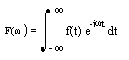 F(ω) = ∫_{-∞}^{∞} f(t) e^{-jωt} dt